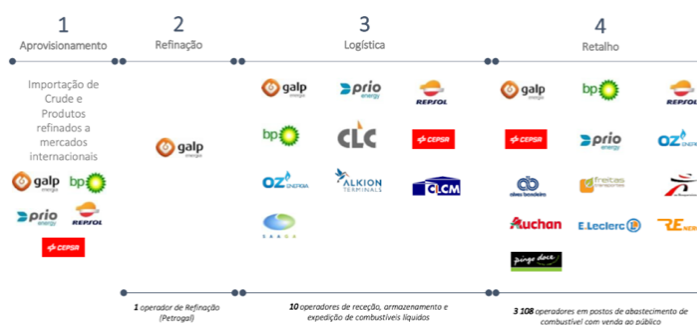 1
Aprovisionamento
2
Refinação
3
Logística
4
Retalho
Importação de
Crude e
Produtos
refinados a
mercados
internacionais
galp
energia
bp
prio
energy
REPSOL
CEPSA
galp
energia
galp
energia
prio
energy
REPSOL
bp
CLC
CEPSA
OZ ENERGIA
ALKION
TERMINALS
CLCM
SAAGA
galp
energia
bp
REPSOL
CEPSA
prio
energy
OZ ENERGIA
alves bandeira
freitas
Auchan
E.Leclerc
RE
pingo doce
1 operador de Refinação
(Petrogal)
10 operadores de receção, armazenamento e
expedição de combustíveis líquidos
3 108 operadores em postos de abastecimento de
combustível com venda ao público